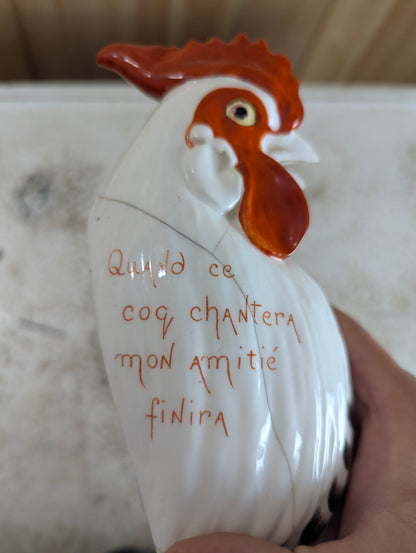 Quand ce
coq chantera
mon amitié
finira